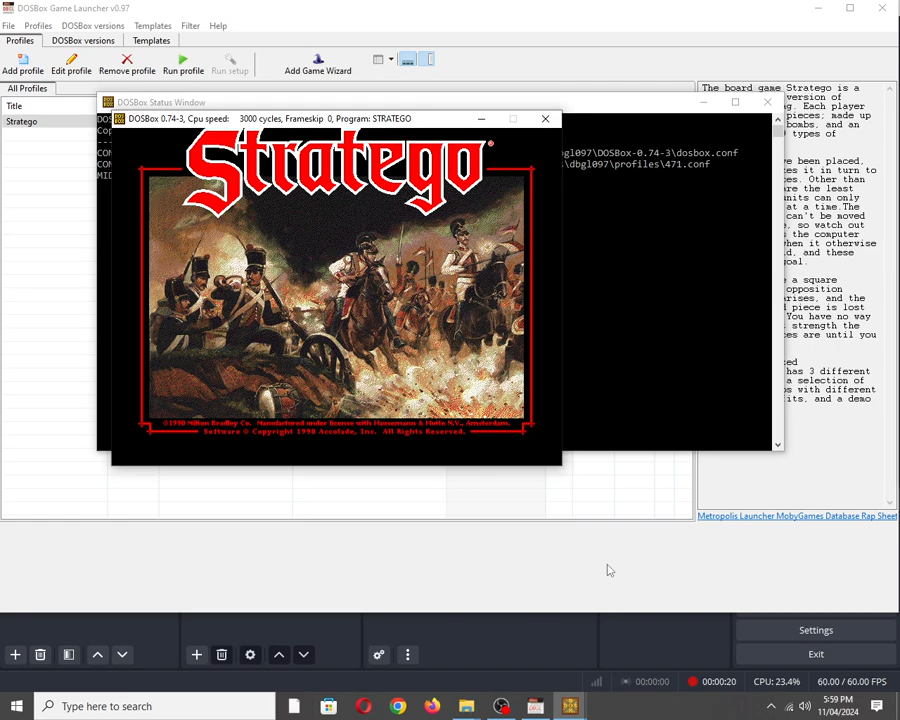 DOSBox Game Launcher v0.97
File Profiles DOSBox versions Templates Filter Help
Profiles DOSBox versions Templates
Add profile Edit profile Remove profile Run profile Run setup Add Game Wizard
All Profiles
Title
Stratego
DOSBox Status Window
DOSBox 0.74-3, Cpu speed: 3000 cycles, Frameskip 0, Program: STRATEGO
bgl097\DOSBox-0.74-3\dosbox.conf
\dbgl097\profiles\471.conf
Stratego
©1990 Milton Bradley Co. Manufactured under license with Hausemann & Hotte N.V., Amsterdam.
Software © Copyright 1990 Accolade, Inc. All Rights Reserved.
The board game Stratego is a
version of
g. Each player
pieces; made up
bombs, and an
types of
ve been placed,
kes it in turn to
ces. Other than
are the least
units can only
at a time.The
can't be moved
e, so watch out
s the computer
when it otherwise
ld, and these
goal.
e a square
opposition
arises, and the
d piece is lost
You have no way
t strength the
ces are until you
ked
has 3 different
a selection of
ps with different
its, and a demo
Metropolis Launcher MobyGames Database Rap Sheet
Settings
Exit
00:00:00 00:00:20 CPU: 23.4% 60.00 / 60.00 FPS
Type here to search
5:59 PM
11/04/2024